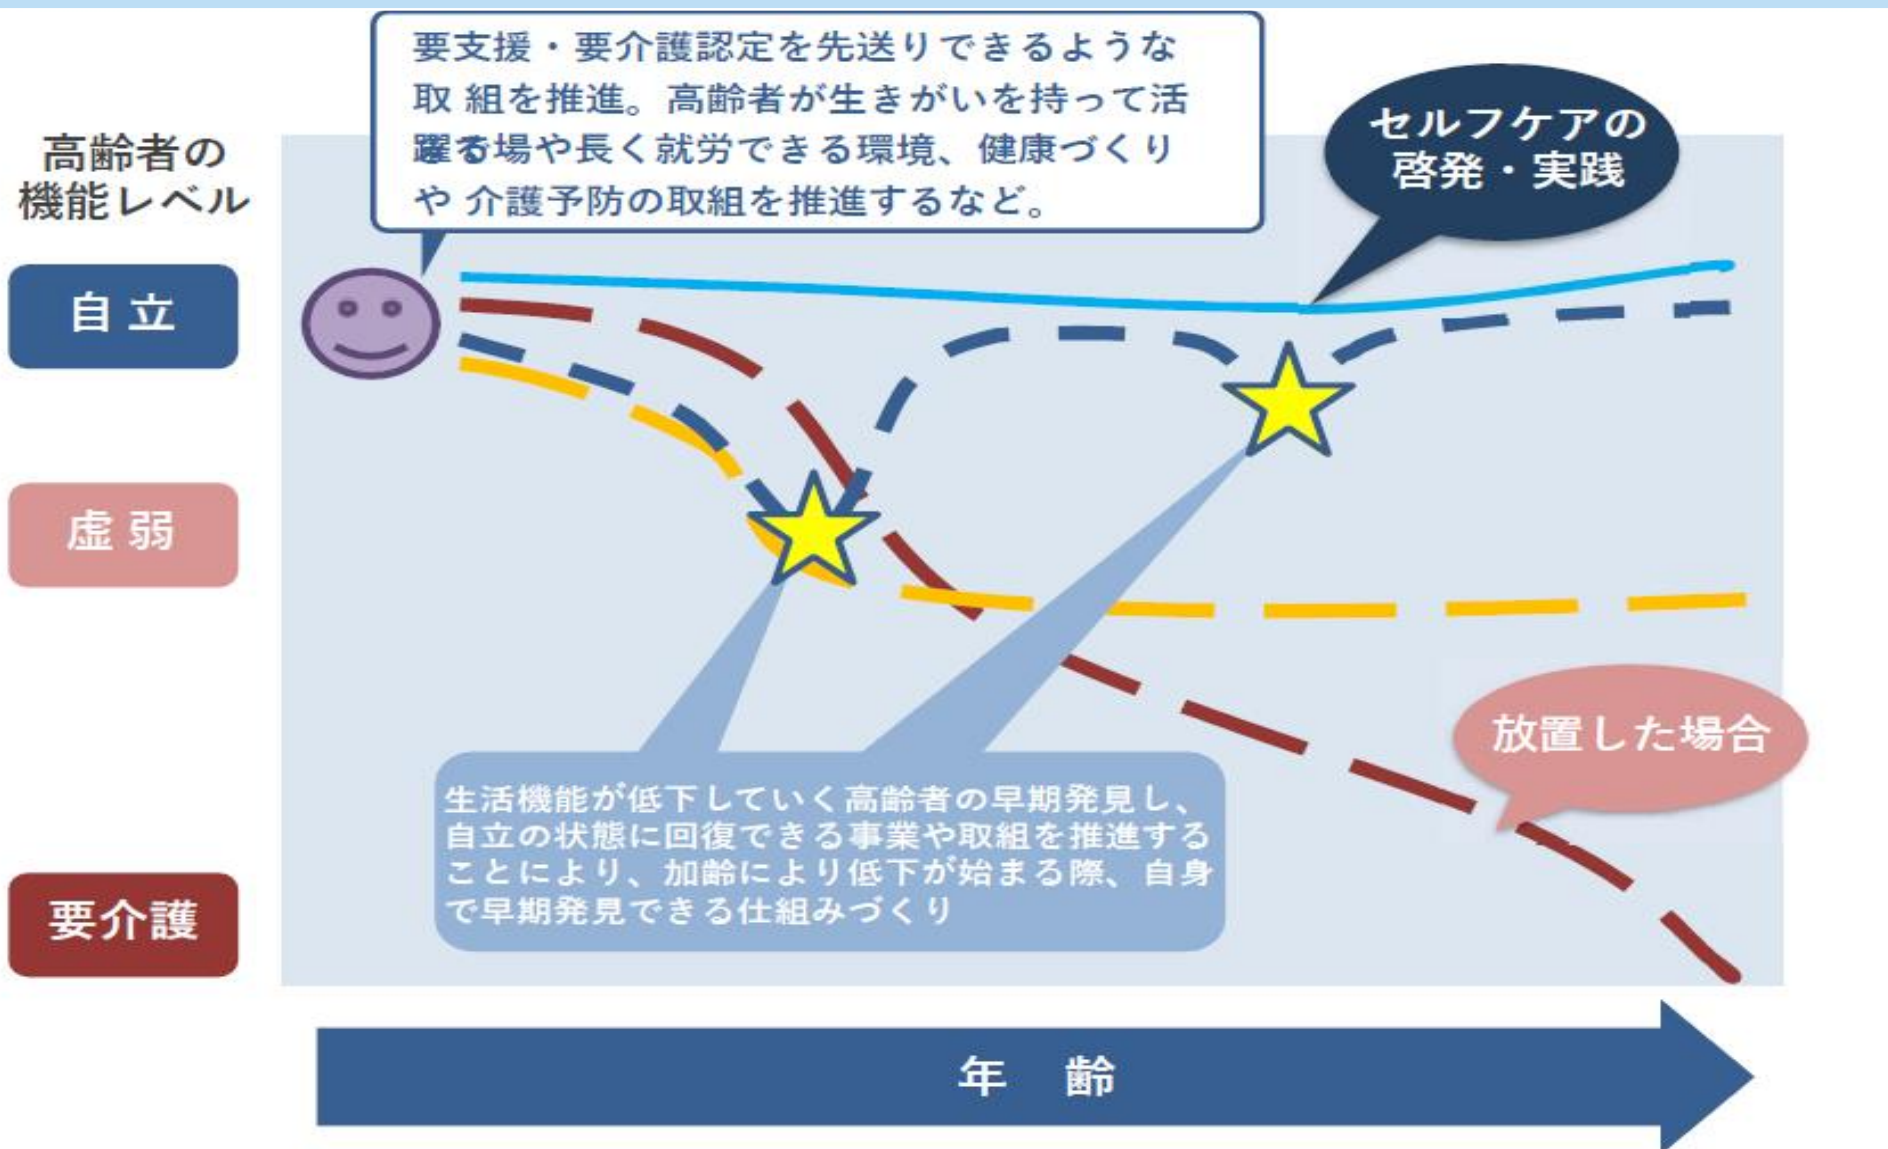 要支援・要介護認定を先送りできるような
取 組を推進。高齢者が生きがいを持って活
躍 場や長く就労できる環境、健康づくり
や 介護予防の取組を推進するなど。
セルフケアの
啓発・実践
高齢者の
機能レベル
自 立
虚 弱
要介護
放置した場合
生活機能が低下していく高齢者の早期発見し、
自立の状態に回復できる事業や取組を推進する
ことにより、加齢により低下が始まる際、自身
で早期発見できる仕組みづくり
年 齢